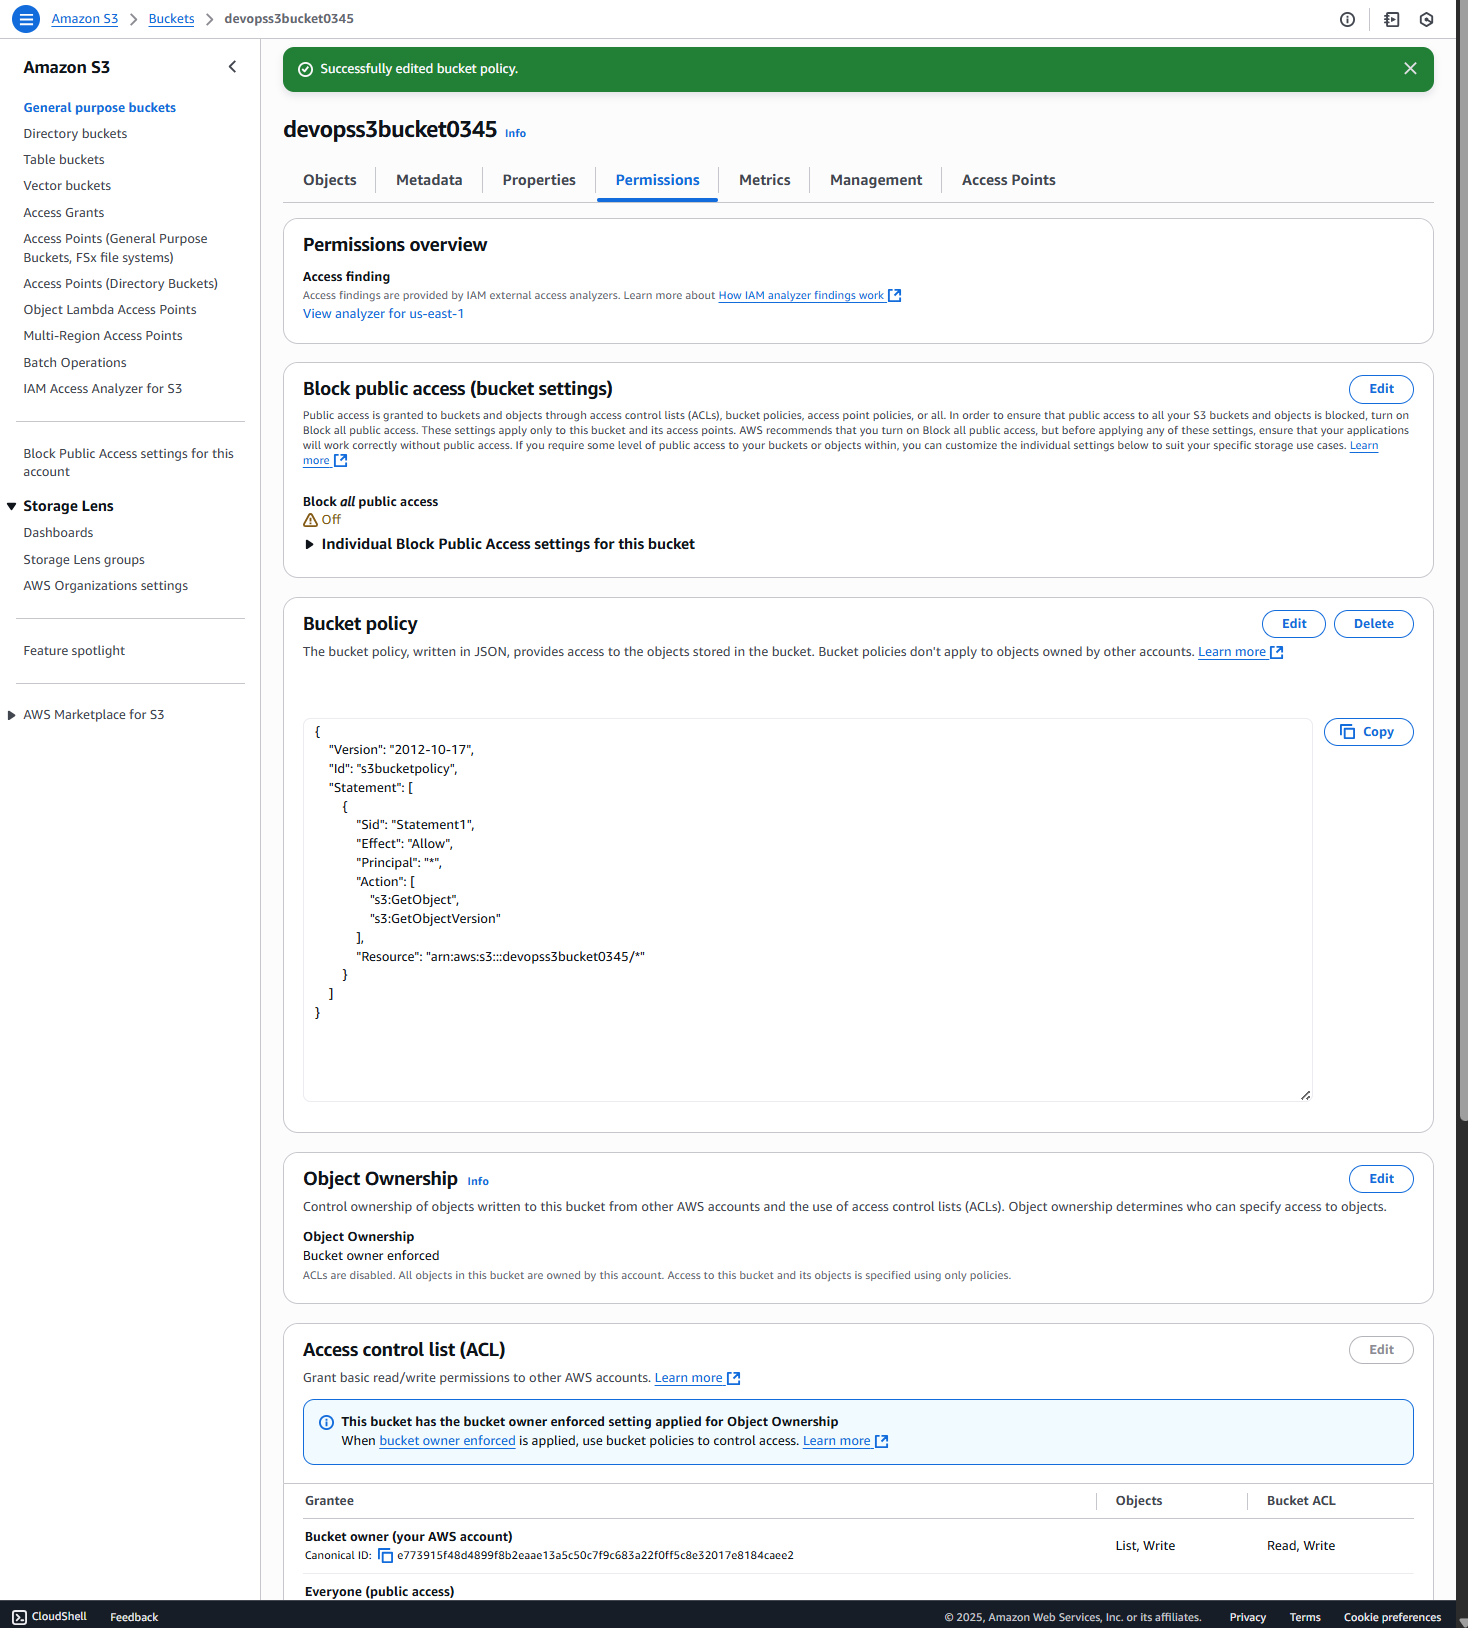 Amazon S3 > Buckets > devopss3bucket0345
Amazon S3
General purpose buckets
Directory buckets
Table buckets
Vector buckets
Access Grants
Access Points (General Purpose
Buckets, FSx file systems)
Access Points (Directory Buckets)
Object Lambda Access Points
Multi-Region Access Points
Batch Operations
IAM Access Analyzer for S3
Block Public Access settings for this
account
Storage Lens
Dashboards
Storage Lens groups
AWS Organizations settings
Feature spotlight
AWS Marketplace for S3
Successfully edited bucket policy.
devopss3bucket0345 Info
Objects Metadata Properties Permissions Metrics Management Access Points
Permissions overview
Access finding
Access findings are provided by IAM external access analyzers. Learn more about How IAM analyzer findings work
View analyzer for us-east-1
Block public access (bucket settings) Edit
Public access is granted to buckets and objects through access control lists (ACLs), bucket policies, access point policies, or all. In order to ensure that public access to all your S3 buckets and objects is blocked, turn on
Block all public access. These settings apply only to this bucket and its access points. AWS recommends that you turn on Block all public access, but before applying any of these settings, ensure that your applications
will work correctly without public access. If you require some level of public access to your buckets or objects within, you can customize the individual settings below to suit your specific storage use cases. Learn
more
Block all public access
Off
Individual Block Public Access settings for this bucket
Bucket policy Edit Delete
The bucket policy, written in JSON, provides access to the objects stored in the bucket. Bucket policies don't apply to objects owned by other accounts. Learn more
Copy
{
"Version": "2012-10-17",
"Id": "s3bucketpolicy",
"Statement": [
{
"Sid": "Statement1",
"Effect": "Allow",
"Principal": "*",
"Action": [
"s3:GetObject",
"s3:GetObjectVersion"
],
"Resource": "arn:aws:s3:::devopss3bucket0345/*"
}
]
}
Object Ownership Info Edit
Control ownership of objects written to this bucket from other AWS accounts and the use of access control lists (ACLs). Object ownership determines who can specify access to objects.
Object Ownership
Bucket owner enforced
ACLs are disabled. All objects in this bucket are owned by this account. Access to this bucket and its objects is specified using only policies.
Access control list (ACL) Edit
Grant basic read/write permissions to other AWS accounts. Learn more
This bucket has the bucket owner enforced setting applied for Object Ownership
When bucket owner enforced is applied, use bucket policies to control access. Learn more
Grantee Objects Bucket ACL
Bucket owner (your AWS account)
Canonical ID: e773915f48d4899f8b2eaae13a5c50c7f9c683a22f0ff5c8e32017e8184caee2 List, Write Read, Write
Everyone (public access)
CloudShell Feedback © 2025, Amazon Web Services, Inc. or its affiliates. Privacy Terms Cookie preferences